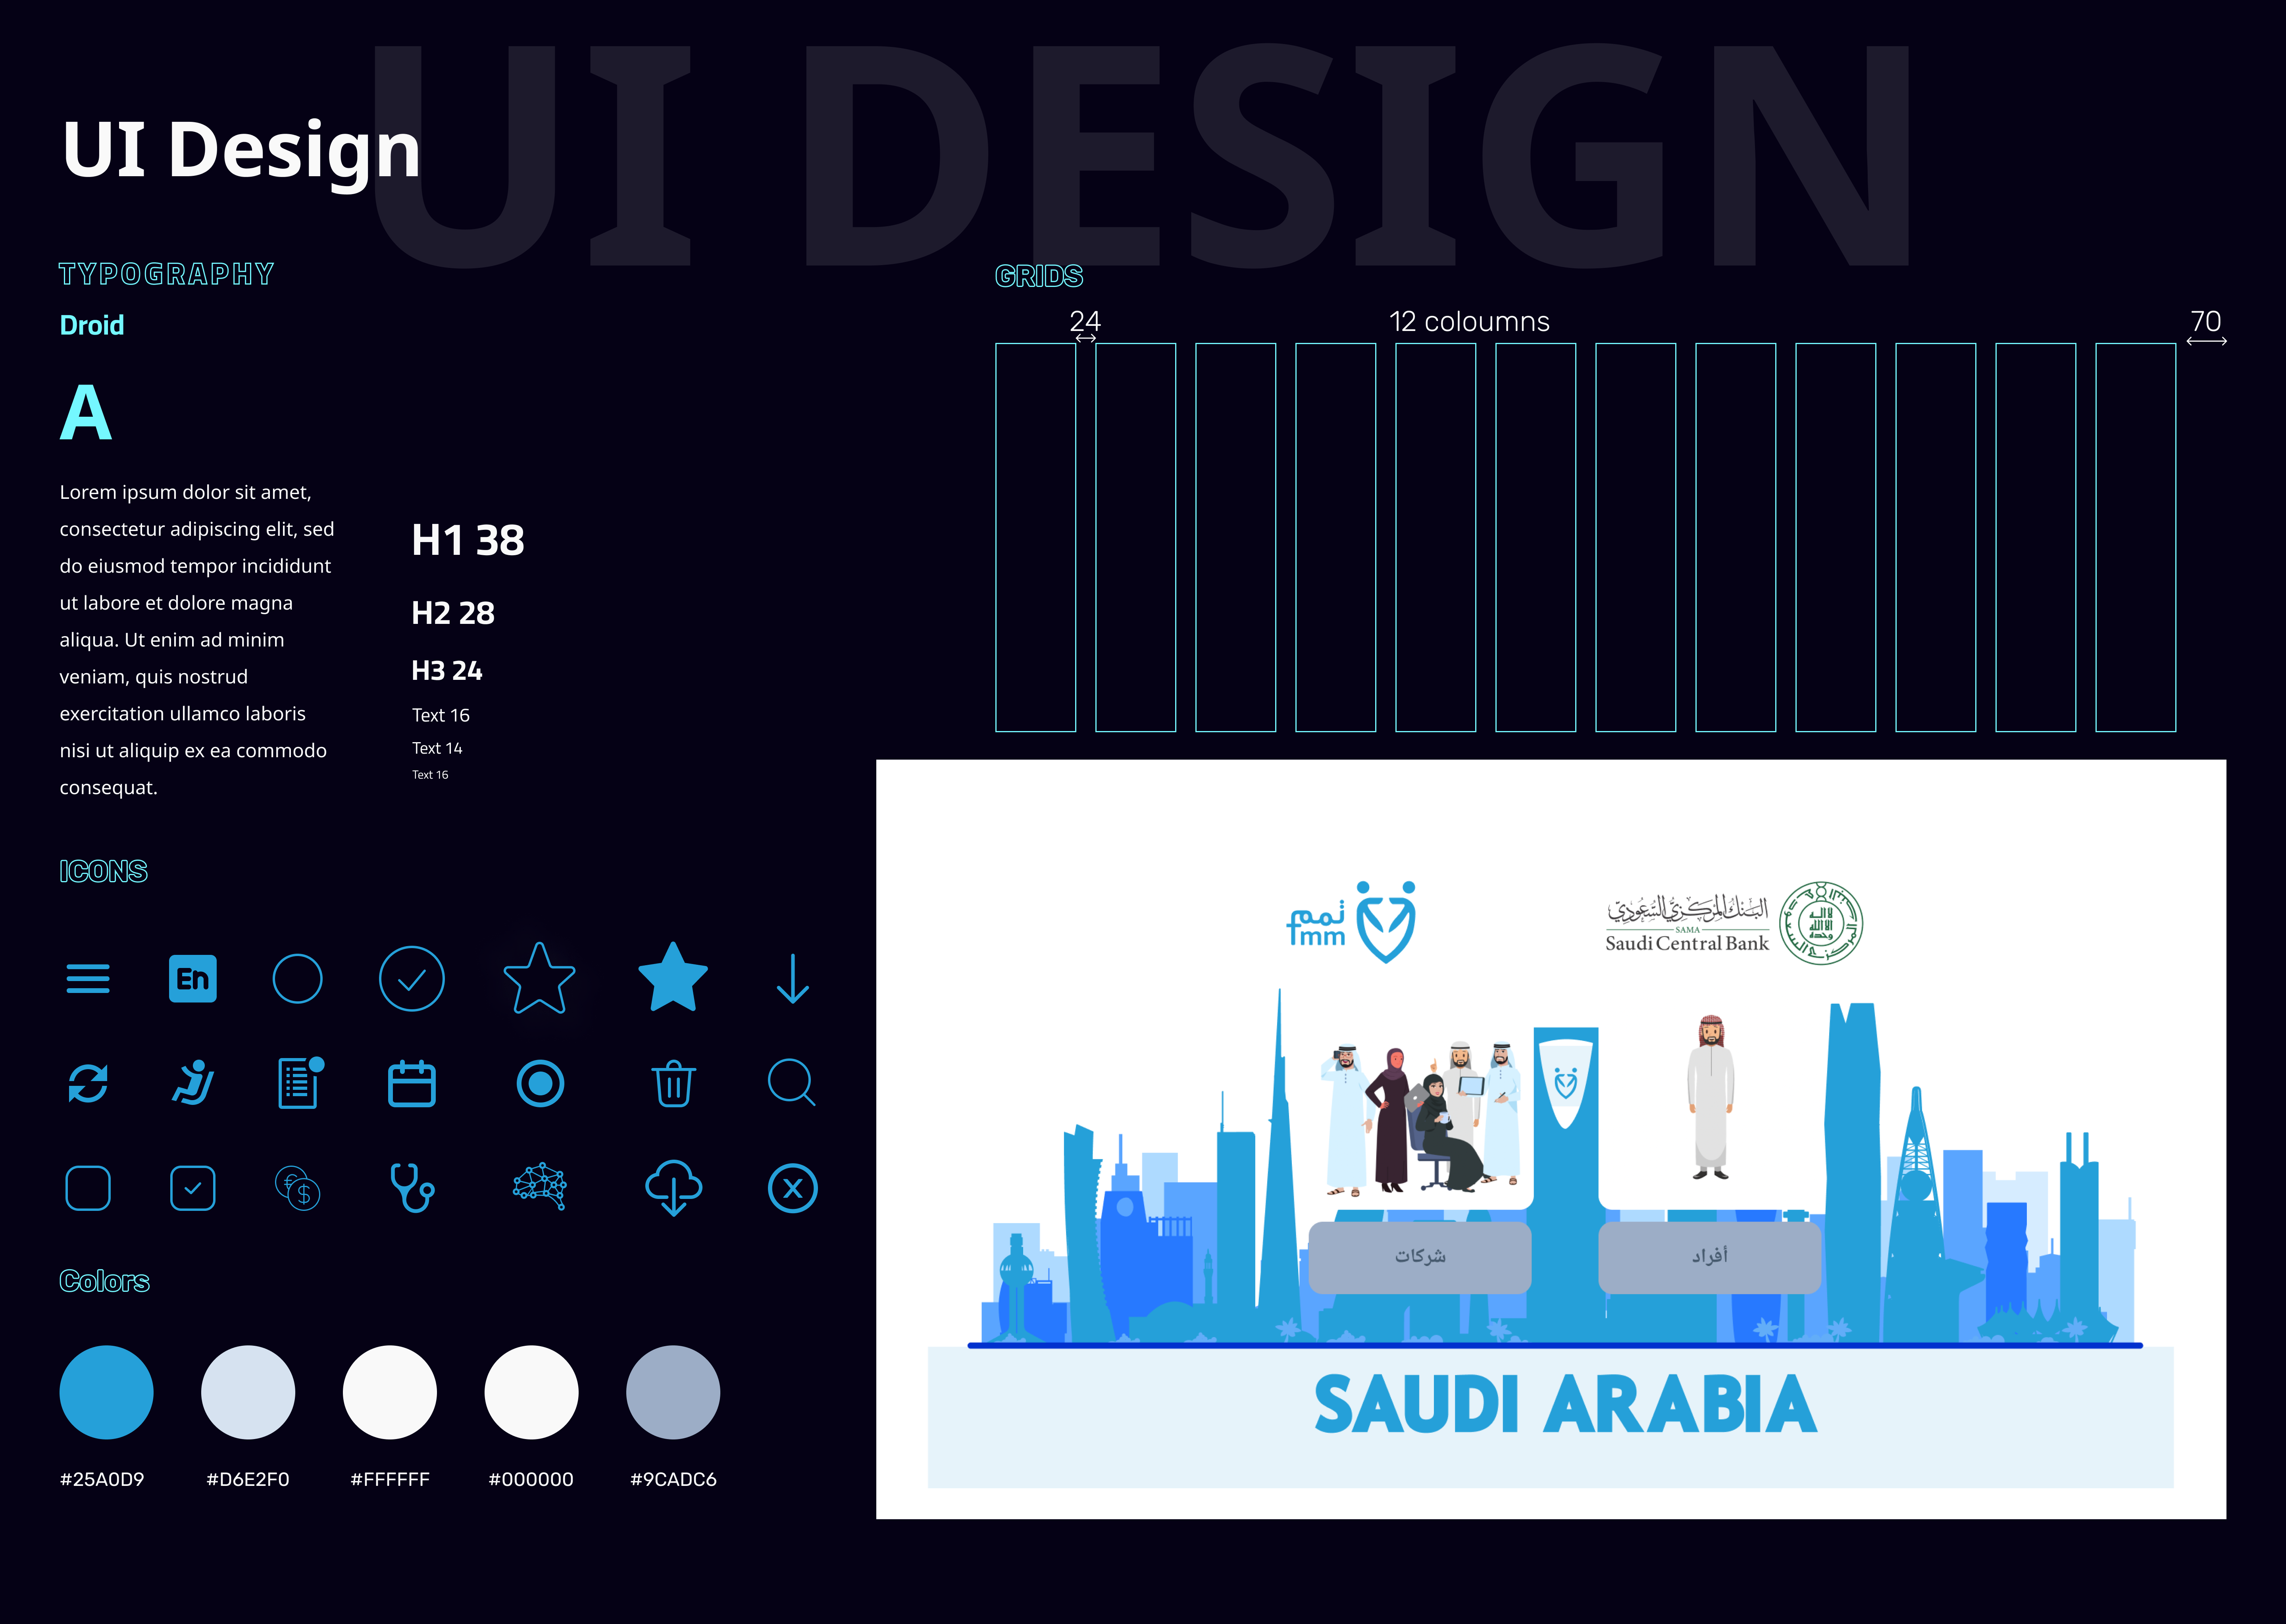 UI DESIGN
UI Design
TYPOGRAPHY
Droid
A
Lorem ipsum dolor sit amet,
consectetur adipiscing elit, sed
do eiusmod tempor incididunt
ut labore et dolore magna
aliqua. Ut enim ad minim
veniam, quis nostrud
exercitation ullamco laboris
nisi ut aliquip ex ea commodo
consequat.
H1 38
H2 28
H3 24
Text 16
Text 14
Text 16
GRIDS
24
12 coloumns
70
ICONS
En
€
$
X
Colors
#25A0D9
#D6E2F0
#FFFFFF
#000000
#9CADC6
تمم
fmm
البنك المركزي السعودي
SAMA
Saudi Central Bank
شركات
أفراد
SAUDI ARABIA